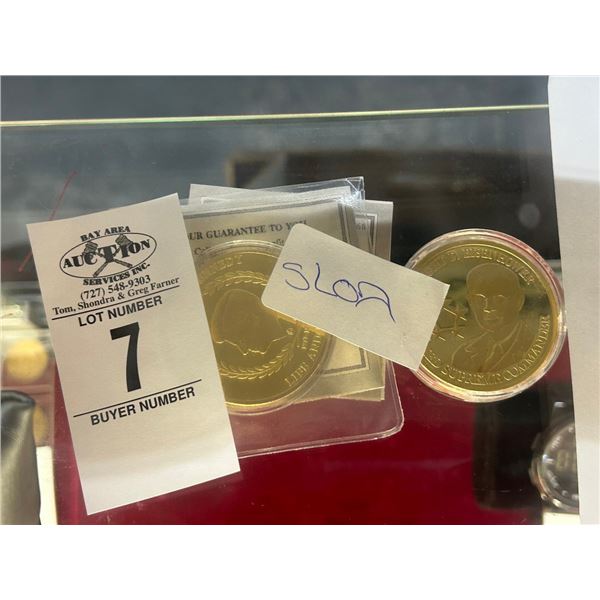 BAY AREA
AUCTION
SERVICES INC.
(727) 548-9303
Tom, Shondra & Greg Farner
LOT NUMBER
7
BUYER NUMBER
OUR GUARANTEE TO YOU
EISENHOWER
SUPREME COMMANDER